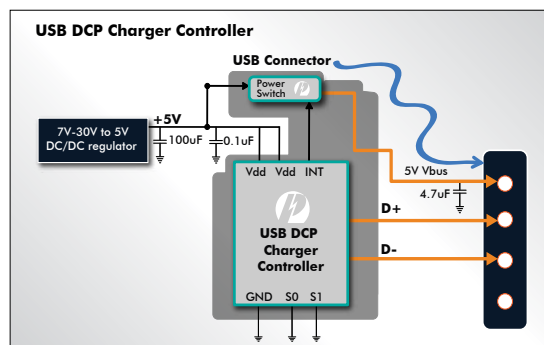 USB DCP Charger Controller
USB Connector
Power
Switch
+5V
7V-30V to 5V
DC/DC regulator
100uF
0.1uF
Vdd Vdd INT
5V Vbus
4.7uF
D+
USB DCP
Charger
Controller
D-
GND S0 S1